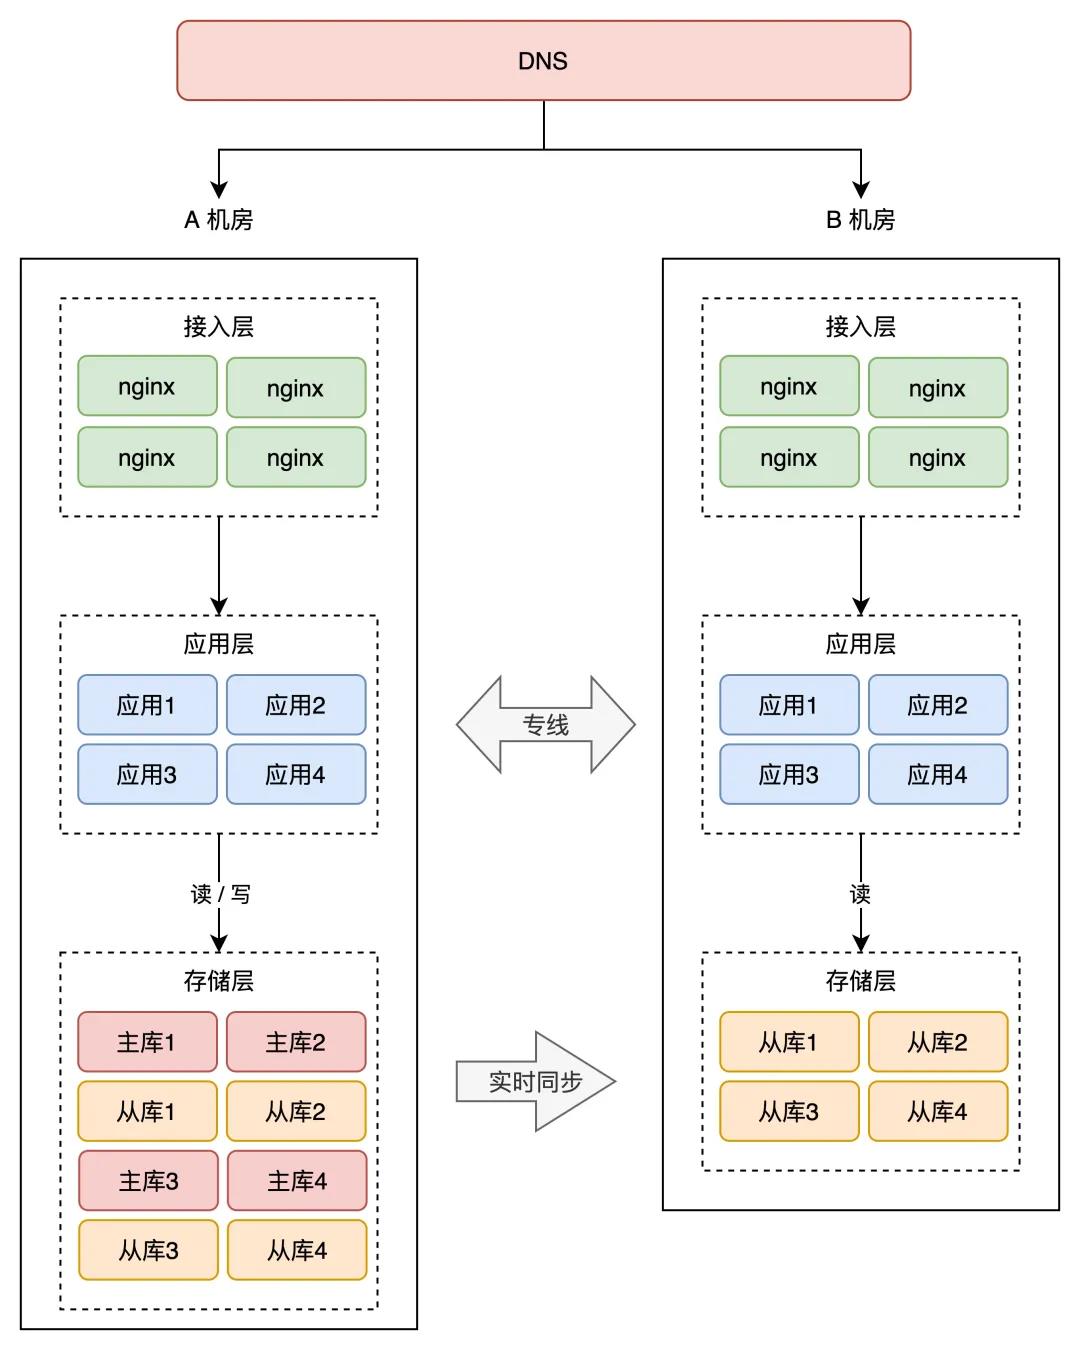 DNS
A 机房
接入层
nginx
nginx
nginx
nginx
应用层
应用1
应用2
应用3
应用4
读 / 写
存储层
主库1
主库2
从库1
从库2
主库3
主库4
从库3
从库4
专线
实时同步
B 机房
接入层
nginx
nginx
nginx
nginx
应用层
应用1
应用2
应用3
应用4
读
存储层
从库1
从库2
从库3
从库4